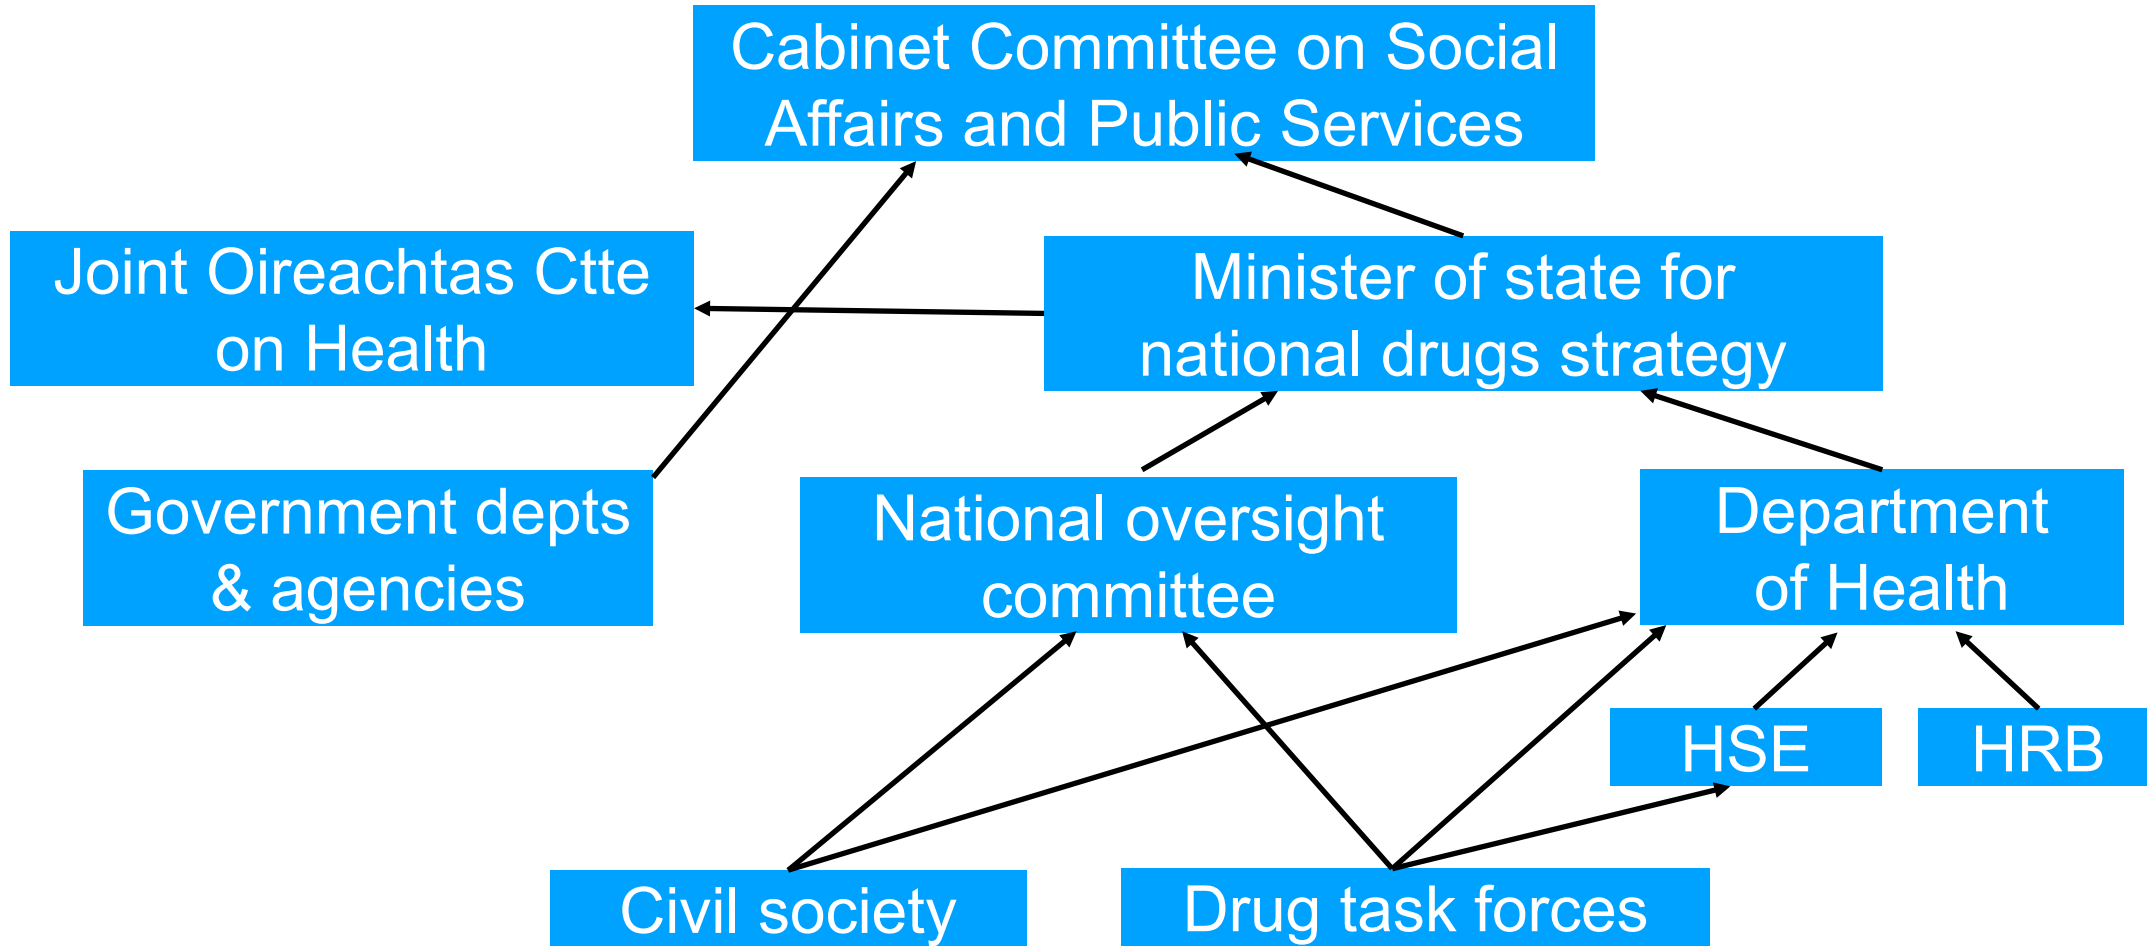 Cabinet Committee on Social
Affairs and Public Services
Joint Oireachtas Ctte
on Health
Minister of state for
national drugs strategy
Government depts
& agencies
National oversight
committee
Department
of Health
HSE
HRB
Civil society
Drug task forces